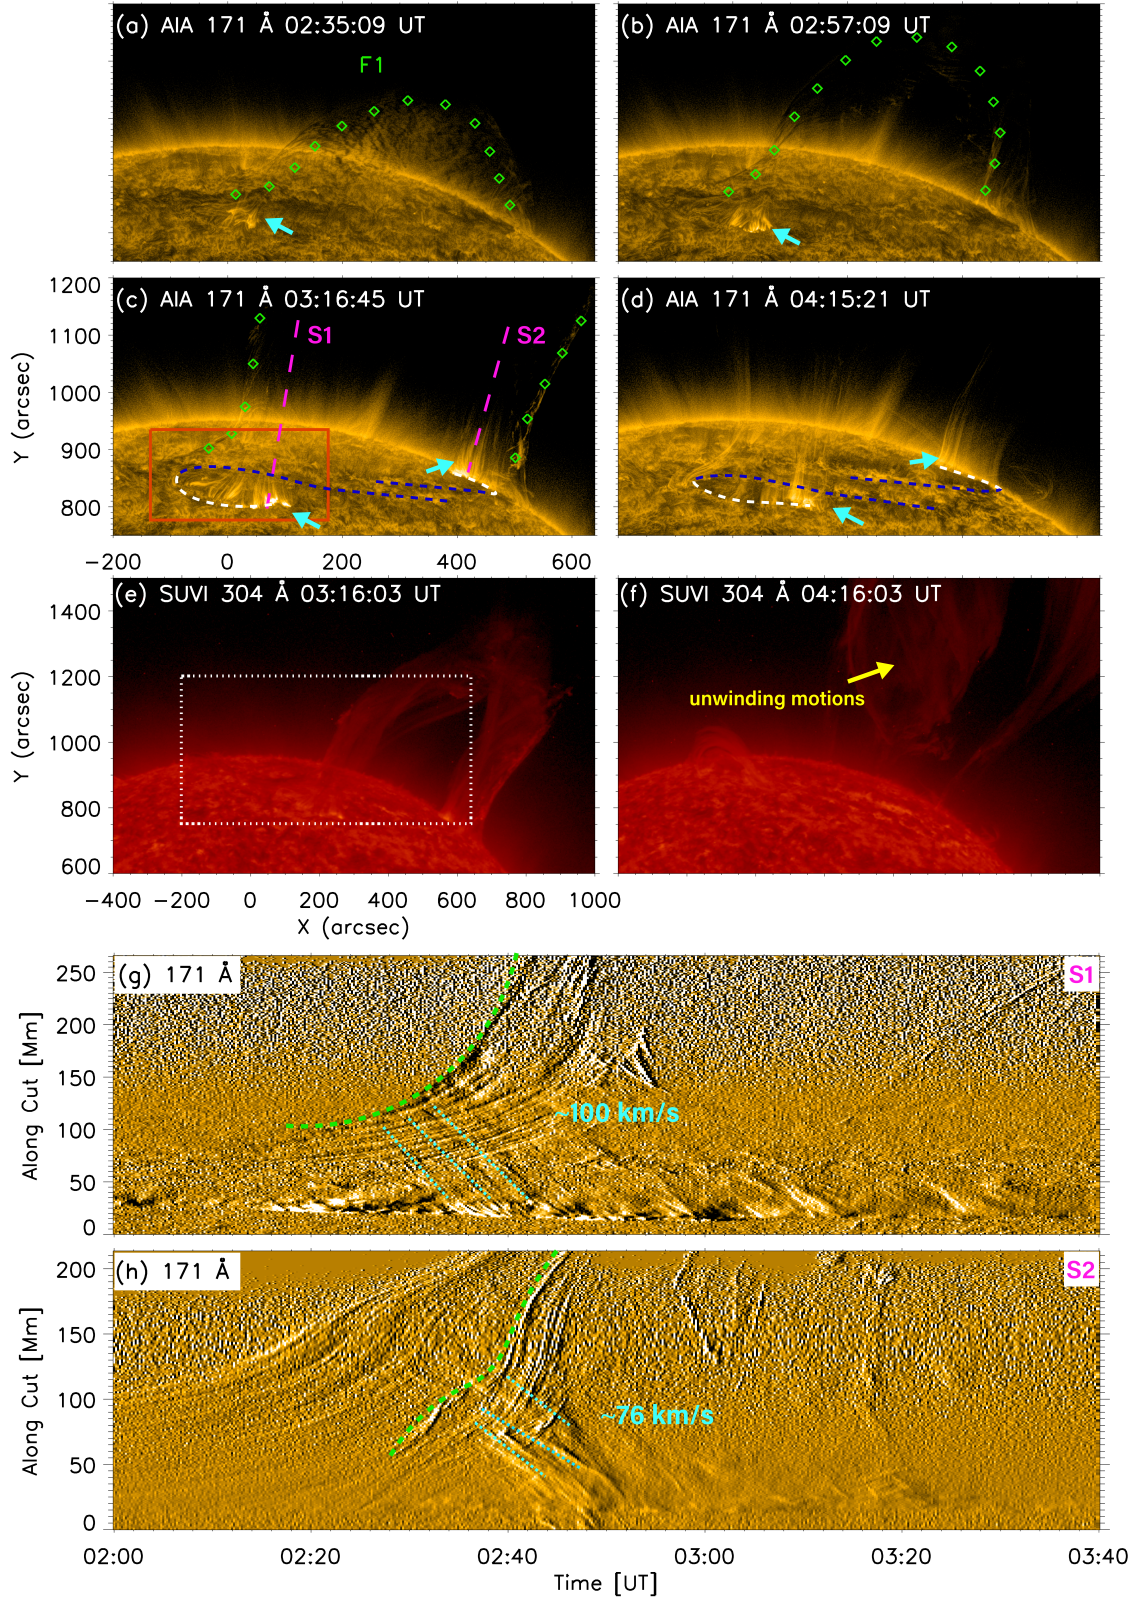 (a) AIA 171 Å 02:35:09 UT
F1
(b) AIA 171 Å 02:57:09 UT
(c) AIA 171 Å 03:16:45 UT
S1
S2
1200
1100
1000
900
800
Y (arcsec)
−200
0
200
400
600
(d) AIA 171 Å 04:15:21 UT
(e) SUVI 304 Å 03:16:03 UT
1400
1200
1000
800
600
Y (arcsec)
−400
−200
0
200
400
600
800
1000
X (arcsec)
(f) SUVI 304 Å 04:16:03 UT
unwinding motions
(g) 171 Å
S1
250
200
150
100
50
0
Along Cut [Mm]
~100 km/s
(h) 171 Å
S2
200
150
100
50
0
Along Cut [Mm]
~76 km/s
02:00
02:20
02:40
03:00
03:20
03:40
Time [UT]